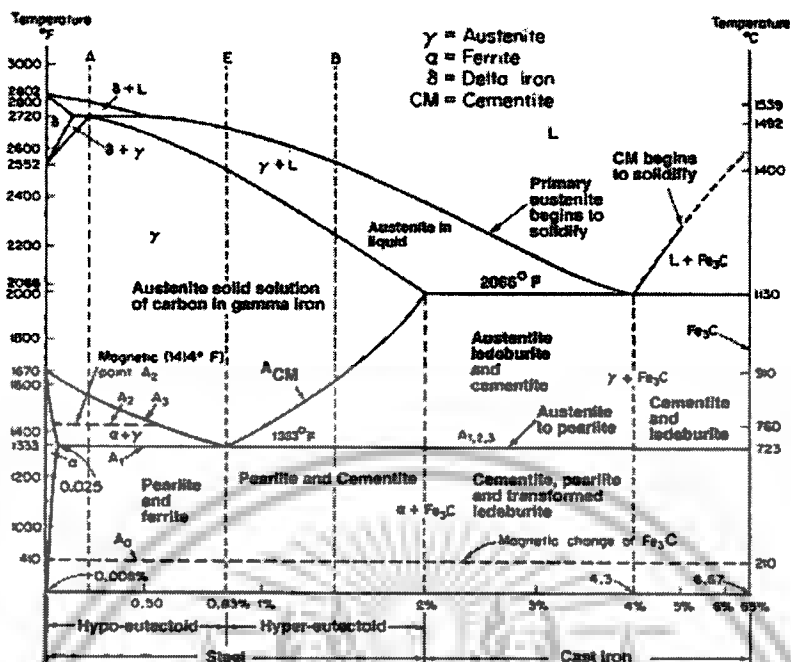 Temperature
°F
Temperature
°C
A
E
B
γ = Austenite
α = Ferrite
δ = Delta iron
CM = Cementite
3000
2802
2800
2720
2600
2552
2400
2200
2066
2000
1800
1670
1600
1400
1333
1200
1000
410
1539
1492
1400
1130
910
760
723
210
δ + L
δ
δ + γ
γ + L
L
CM begins
to solidify
Primary
austenite
begins to
solidify
Austenite in
liquid
γ
L + Fe₃C
2065° F
Austenite solid solution
of carbon in gamma iron
Fe₃C
Magnetic (1414° F)
point A₂
A₂
A₃
α+γ
A_CM
1333°F
Austentite
ledeburite
and
cementite
γ + Fe₃C
Cementite
and
ledeburite
Austenite
to pearlite
A₁,₂,₃
A₁
α
0.025
Pearlite
and
ferrite
Pearlite and Cementite
Cementite, pearlite
and transformed
ledeburite
α + Fe₃C
A₀
Magnetic change of Fe₃C
0.008%
4.3
6.67
0.50
0.83%
1%
2%
3%
4%
5%
6%
Hypo-eutectoid
Hyper-eutectoid
Steel
Cast iron